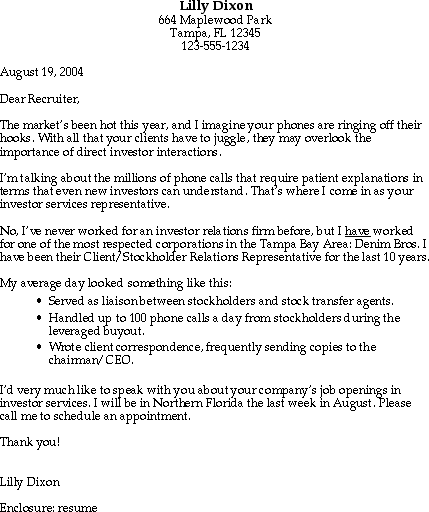 Lilly Dixon
664 Maplewood Park
Tampa, FL 12345
123-555-1234
August 19, 2004
Dear Recruiter,
The market's been hot this year, and I imagine your phones are ringing off their
hooks. With all that your clients have to juggle, they may overlook the
importance of direct investor interactions.
I'm talking about the millions of phone calls that require patient explanations in
terms that even new investors can understand. That's where I come in as your
investor services representative.
No, I've never worked for an investor relations firm before, but I have worked
for one of the most respected corporations in the Tampa Bay Area: Denim Bros. I
have been their Client/Stockholder Relations Representative for the last 10 years.
My average day looked something like this:
• Served as liaison between stockholders and stock transfer agents.
• Handled up to 100 phone calls a day from stockholders during the
leveraged buyout.
• Wrote client correspondence, frequently sending copies to the
chairman/CEO.
I'd very much like to speak with you about your company's job openings in
investor services. I will be in Northern Florida the last week in August. Please
call me to schedule an appointment.
Thank you!
Lilly Dixon
Enclosure: resume